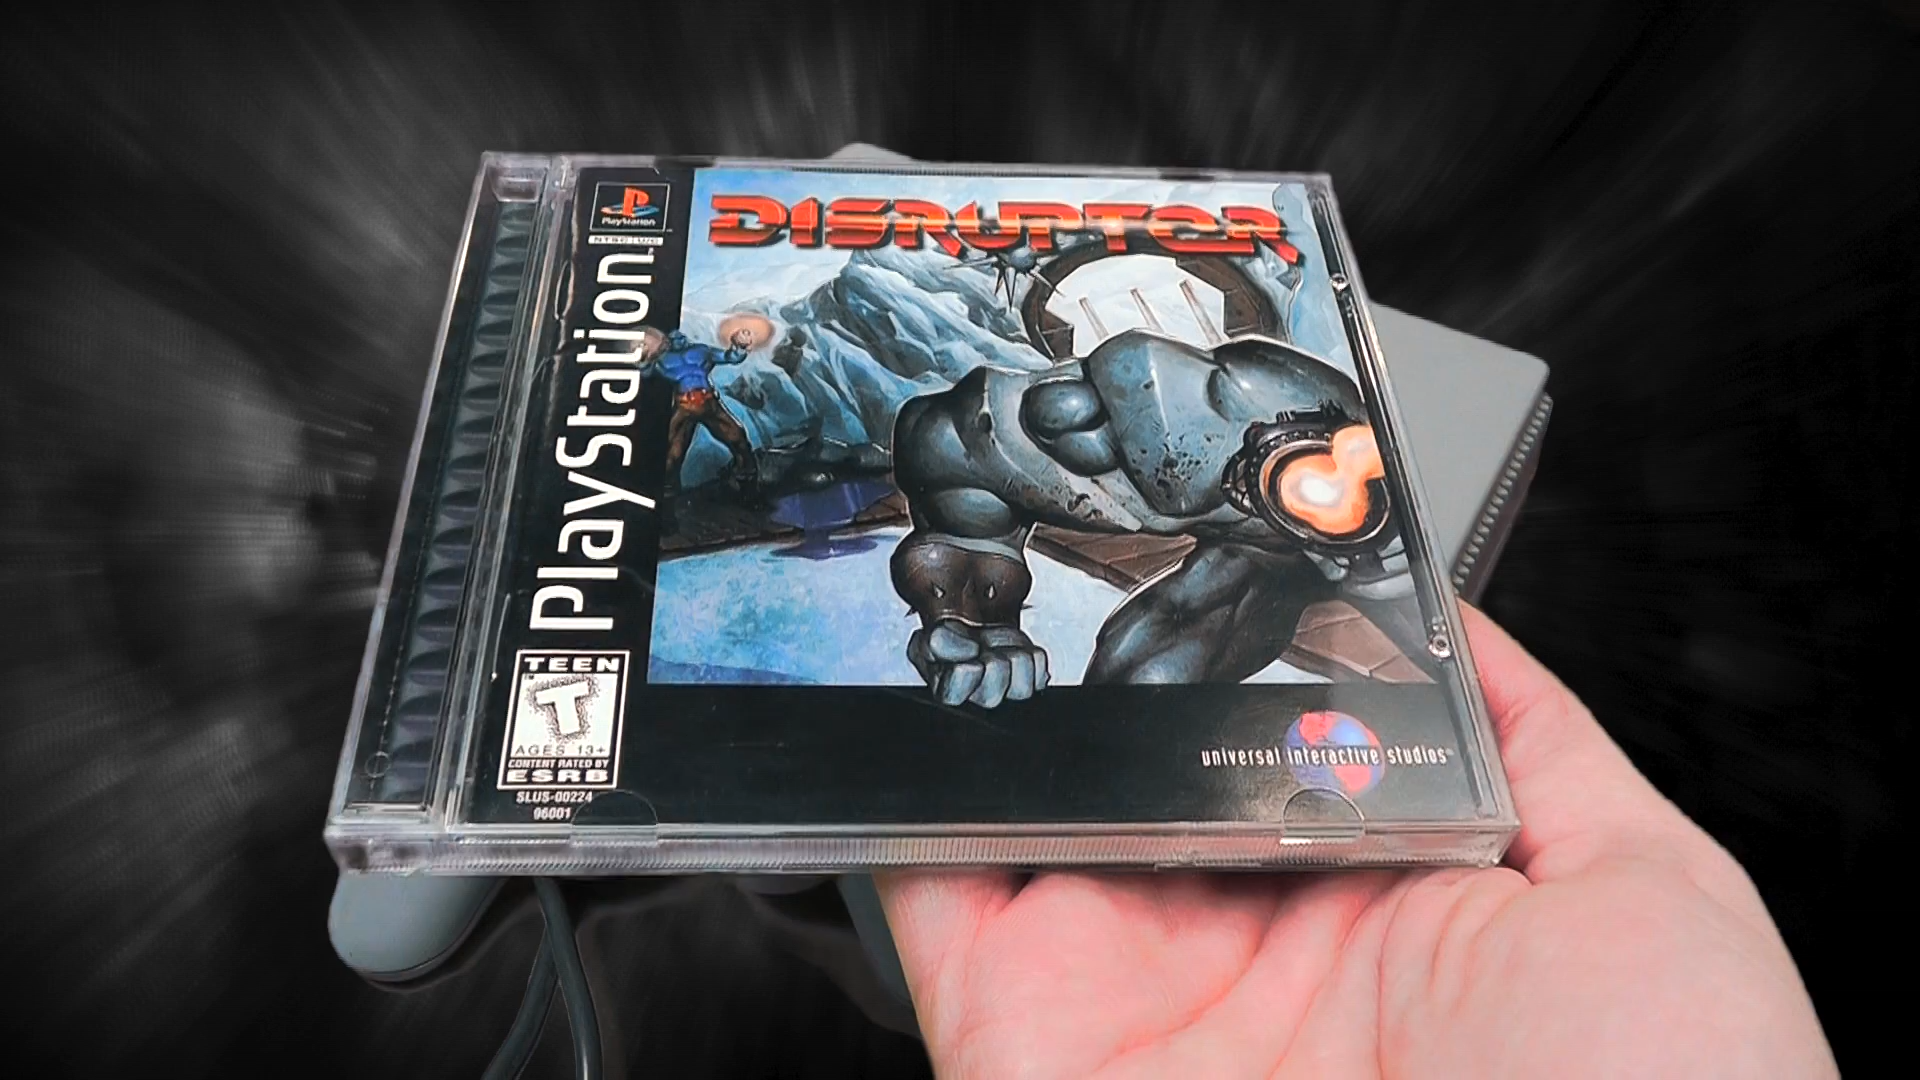 PlayStation
NTSC U/C
PlayStation
DISRUPTOR
TEEN
T
AGES 13+
CONTENT RATED BY
ESRB
SLUS-00224
96001
universal interactive studios